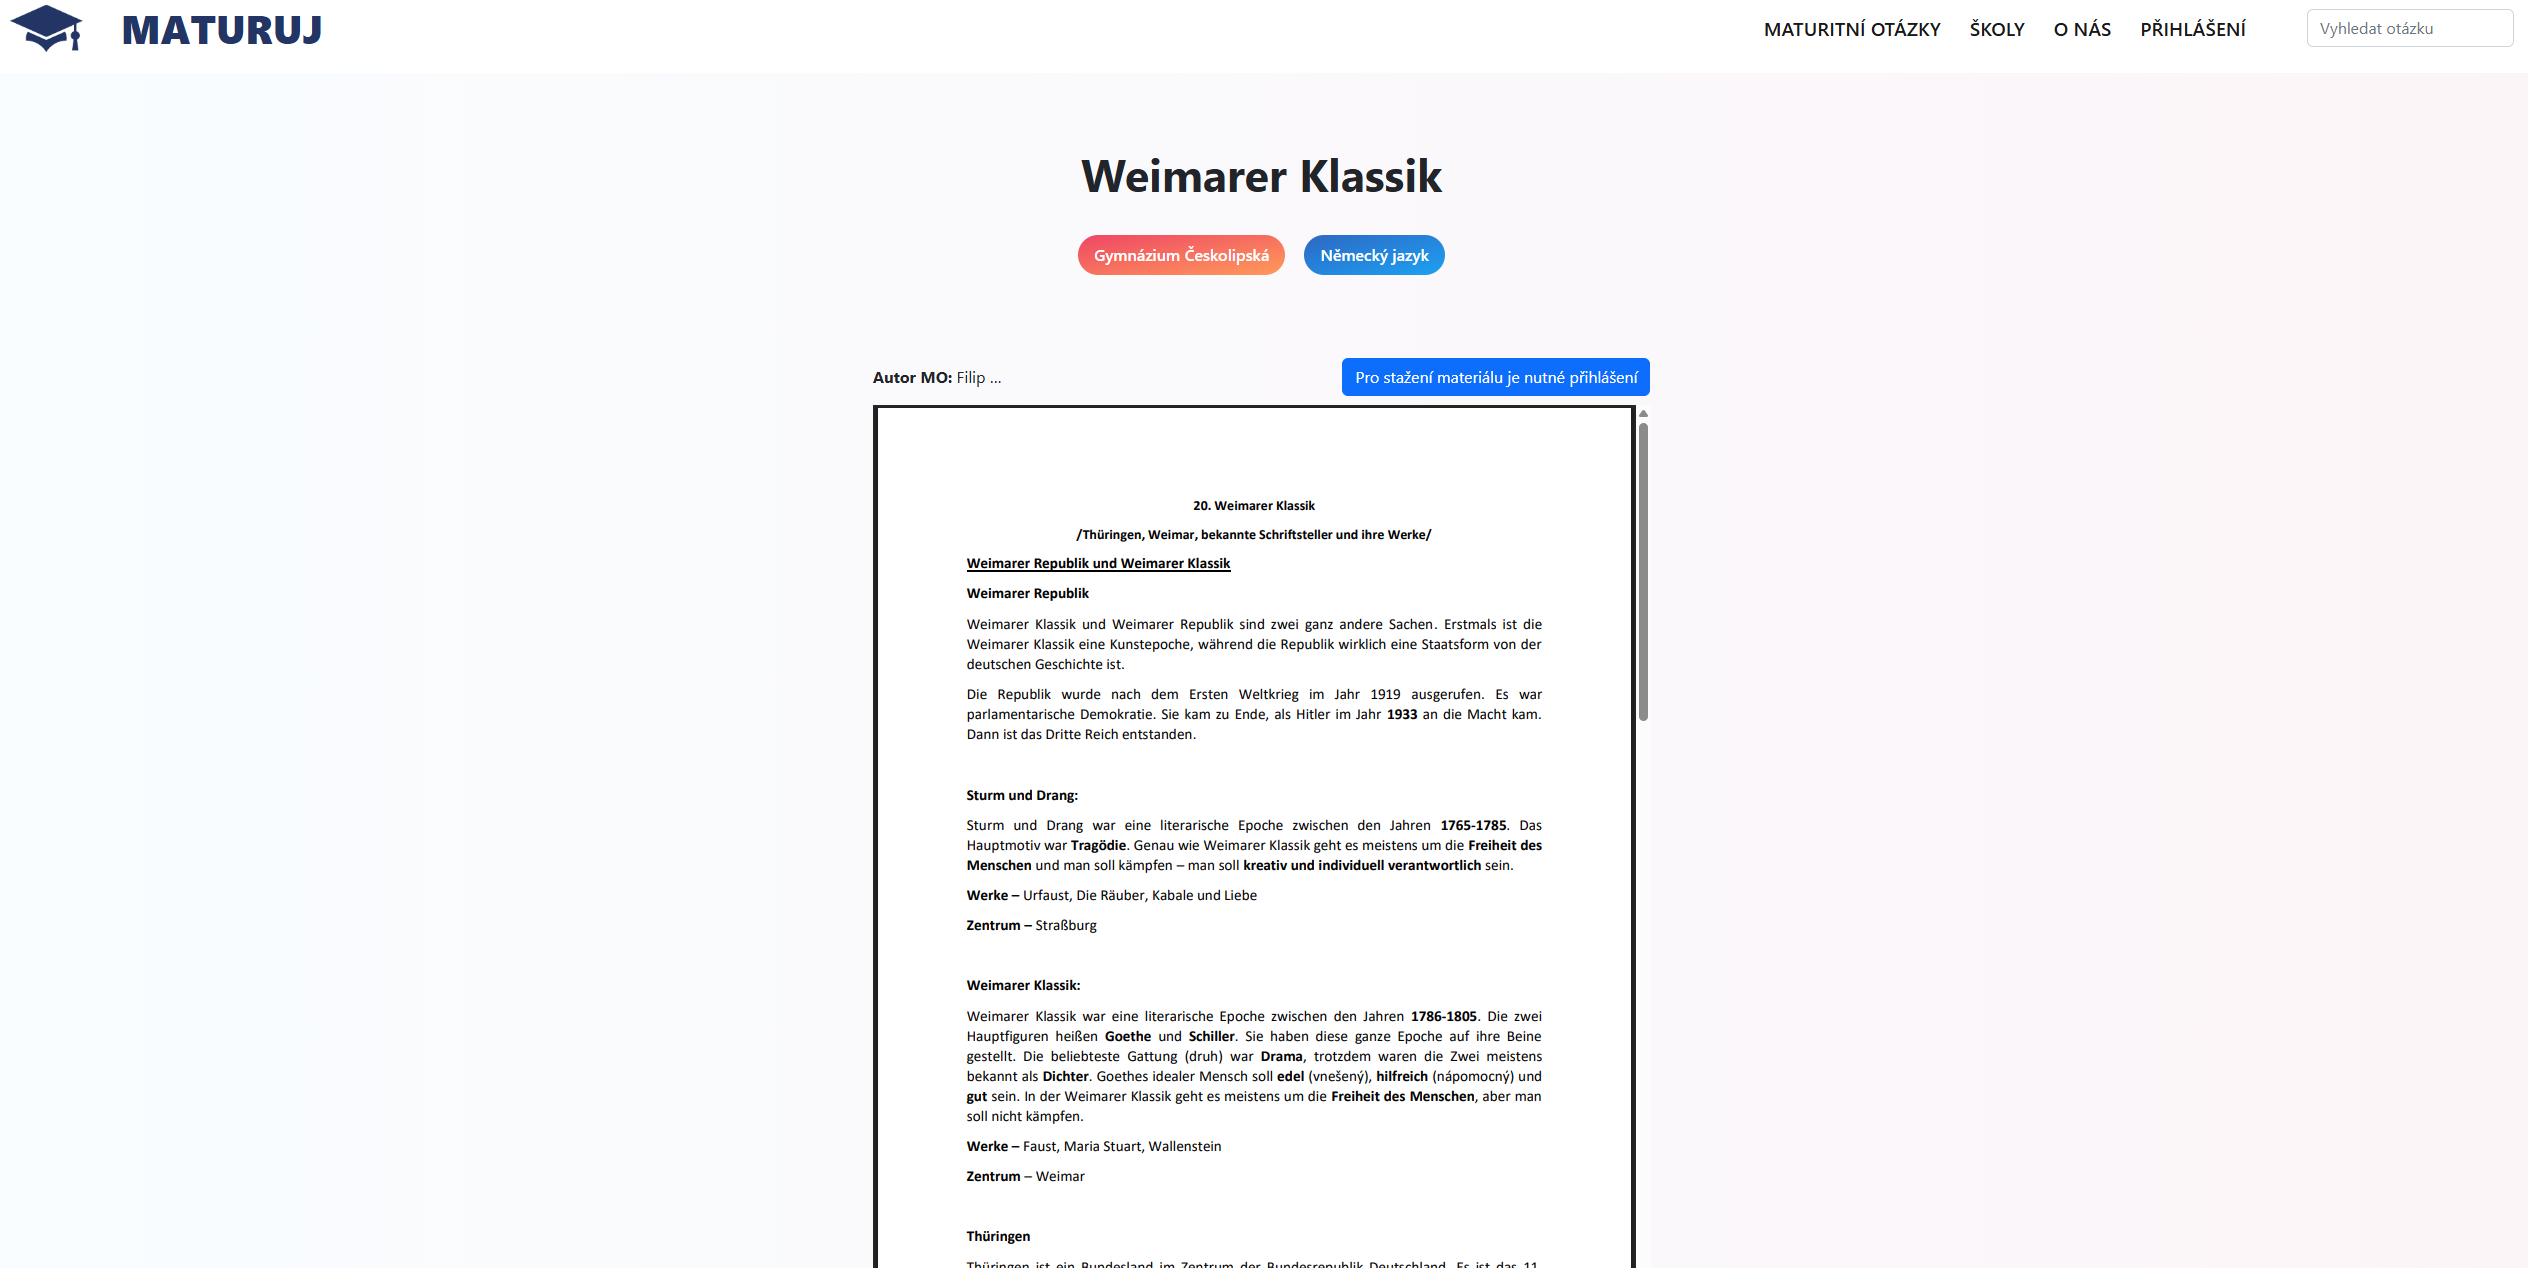 MATURUJ
MATURITNÍ OTÁZKY ŠKOLY O NÁS PŘIHLÁŠENÍ Vyhledat otázku
Weimarer Klassik
Gymnázium Českolipská Německý jazyk
Autor MO: Filip ... Pro stažení materiálu je nutné přihlášení
20. Weimarer Klassik
/Thüringen, Weimar, bekannte Schriftsteller und ihre Werke/
Weimarer Republik und Weimarer Klassik
Weimarer Republik
Weimarer Klassik und Weimarer Republik sind zwei ganz andere Sachen. Erstmals ist die
Weimarer Klassik eine Kunstepoche, während die Republik wirklich eine Staatsform von der
deutschen Geschichte ist.
Die Republik wurde nach dem Ersten Weltkrieg im Jahr 1919 ausgerufen. Es war
parlamentarische Demokratie. Sie kam zu Ende, als Hitler im Jahr 1933 an die Macht kam.
Dann ist das Dritte Reich entstanden.
Sturm und Drang:
Sturm und Drang war eine literarische Epoche zwischen den Jahren 1765-1785. Das
Hauptmotiv war Tragödie. Genau wie Weimarer Klassik geht es meistens um die Freiheit des
Menschen und man soll kämpfen – man soll kreativ und individuell verantwortlich sein.
Werke – Urfaust, Die Räuber, Kabale und Liebe
Zentrum – Straßburg
Weimarer Klassik:
Weimarer Klassik war eine literarische Epoche zwischen den Jahren 1786-1805. Die zwei
Hauptfiguren heißen Goethe und Schiller. Sie haben diese ganze Epoche auf ihre Beine
gestellt. Die beliebteste Gattung (druh) war Drama, trotzdem waren die Zwei meistens
bekannt als Dichter. Goethes idealer Mensch soll edel (vnešený), hilfreich (nápomocný) und
gut sein. In der Weimarer Klassik geht es meistens um die Freiheit des Menschen, aber man
soll nicht kämpfen.
Werke – Faust, Maria Stuart, Wallenstein
Zentrum – Weimar
Thüringen
Thüringen ist ein Bundesland im Zentrum der Bundesrepublik Deutschland. Es ist das 11.